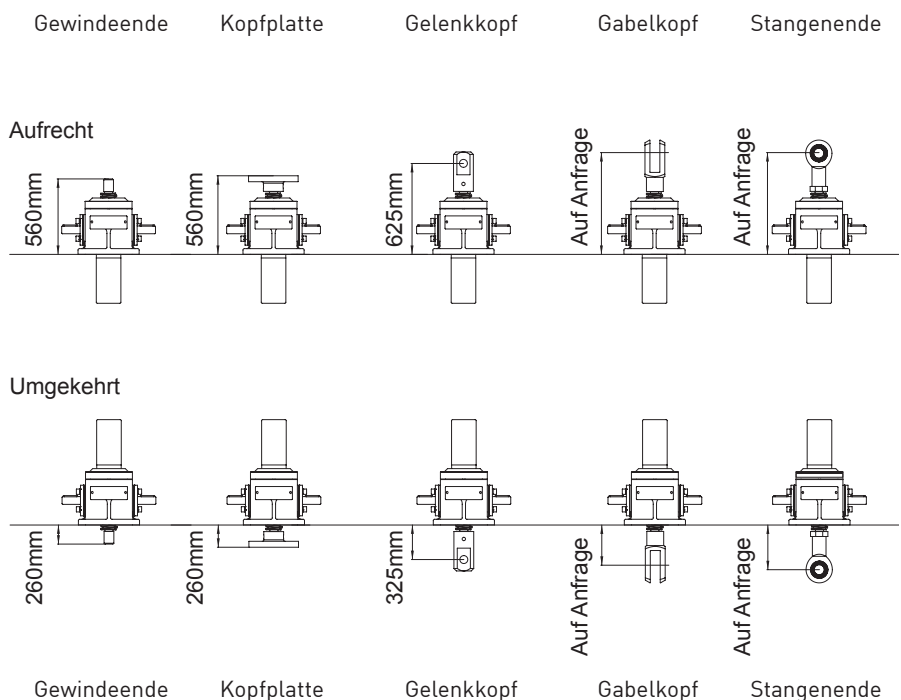 Gewindeende Kopfplatte Gelenkkopf Gabelkopf Stangenende
Aufrecht
560mm
560mm
625mm
Auf Anfrage
Auf Anfrage
Umgekehrt
260mm
260mm
325mm
Auf Anfrage
Auf Anfrage
Gewindeende Kopfplatte Gelenkkopf Gabelkopf Stangenende